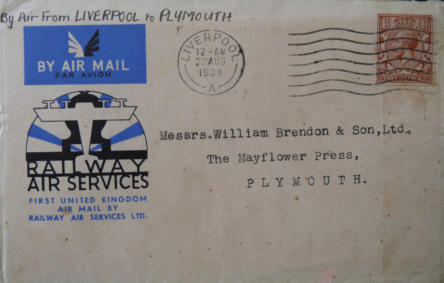 By Air From LIVERPOOL to PLYMOUTH
BY AIR MAIL
PAR AVION
LIVERPOOL
12-AM
AUG
1934
A
RAILWAY
AIR SERVICES
FIRST UNITED KINGDOM
AIR MAIL BY
RAILWAY AIR SERVICES LTD.
Messrs.William Brendon & Son,Ltd.,
The Mayflower Press,
PLYMOUTH.